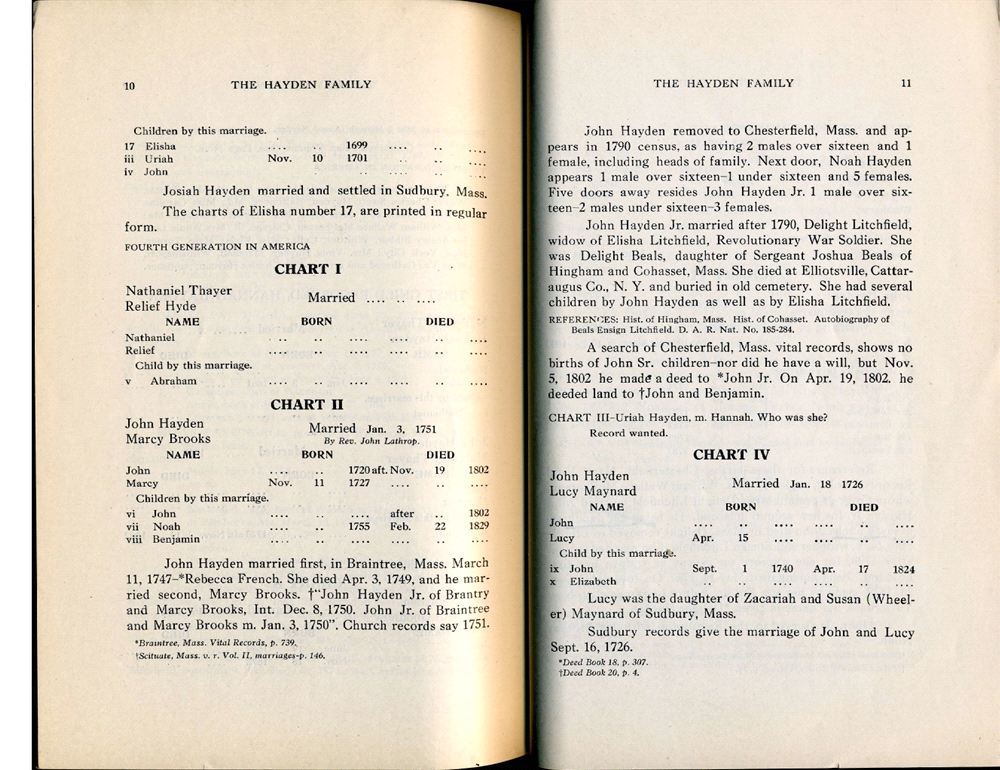 10 THE HAYDEN FAMILY
Children by this marriage.
17 Elisha .... .. 1699 .... .. ....
iii Uriah Nov. 10 1701 .. .. ....
iv John .. .. .... .... .. ....
Josiah Hayden married and settled in Sudbury, Mass.
The charts of Elisha number 17, are printed in regular
form.
FOURTH GENERATION IN AMERICA
CHART I
Nathaniel Thayer
Relief Hyde
Married .... .. ....
NAME BORN DIED
Nathaniel .... .. .... .... .. ....
Relief .... .. .... .... .. ....
Child by this marriage.
v Abraham .... .. .... .... .. ....
CHART II
John Hayden
Marcy Brooks
Married Jan. 3, 1751
By Rev. John Lathrop.
NAME BORN DIED
John .... .. 1720 aft. Nov. 19 1802
Marcy Nov. 11 1727 .... .. ....
Children by this marriage.
vi John .... .. .... after .. 1802
vii Noah .... .. 1755 Feb. 22 1829
viii Benjamin .... .. .... .... .. ....
John Hayden married first, in Braintree, Mass. March
11, 1747-*Rebecca French. She died Apr. 3, 1749, and he mar-
ried second, Marcy Brooks. †"John Hayden Jr. of Brantry
and Marcy Brooks, Int. Dec. 8, 1750. John Jr. of Braintree
and Marcy Brooks m. Jan. 3, 1750". Church records say 1751.
*Braintree, Mass. Vital Records, p. 739.
†Scituate, Mass. v. r. Vol. II, marriages-p. 146.
THE HAYDEN FAMILY 11
John Hayden removed to Chesterfield, Mass. and ap-
pears in 1790 census, as having 2 males over sixteen and 1
female, including heads of family. Next door, Noah Hayden
appears 1 male over sixteen-1 under sixteen and 5 females.
Five doors away resides John Hayden Jr. 1 male over six-
teen-2 males under sixteen-3 females.
John Hayden Jr. married after 1790, Delight Litchfield,
widow of Elisha Litchfield, Revolutionary War Soldier. She
was Delight Beals, daughter of Sergeant Joshua Beals of
Hingham and Cohasset, Mass. She died at Elliotsville, Cattar-
augus Co., N. Y. and buried in old cemetery. She had several
children by John Hayden as well as by Elisha Litchfield.
REFERENCES: Hist. of Hingham, Mass. Hist. of Cohasset. Autobiography of
Beals Ensign Litchfield. D. A. R. Nat. No. 185-284.
A search of Chesterfield, Mass. vital records, shows no
births of John Sr. children-nor did he have a will, but Nov.
5, 1802 he made a deed to *John Jr. On Apr. 19, 1802. he
deeded land to †John and Benjamin.
CHART III-Uriah Hayden, m. Hannah. Who was she?
Record wanted.
CHART IV
John Hayden
Lucy Maynard
Married Jan. 18 1726
NAME BORN DIED
John .... .. .... .... .. ....
Lucy Apr. 15 .... .... .. ....
Child by this marriage.
ix John Sept. 1 1740 Apr. 17 1824
x Elizabeth .. .. .... .... .. ....
Lucy was the daughter of Zacariah and Susan (Wheel-
er) Maynard of Sudbury, Mass.
Sudbury records give the marriage of John and Lucy
Sept. 16, 1726.
*Deed Book 18, p. 307.
†Deed Book 20, p. 4.